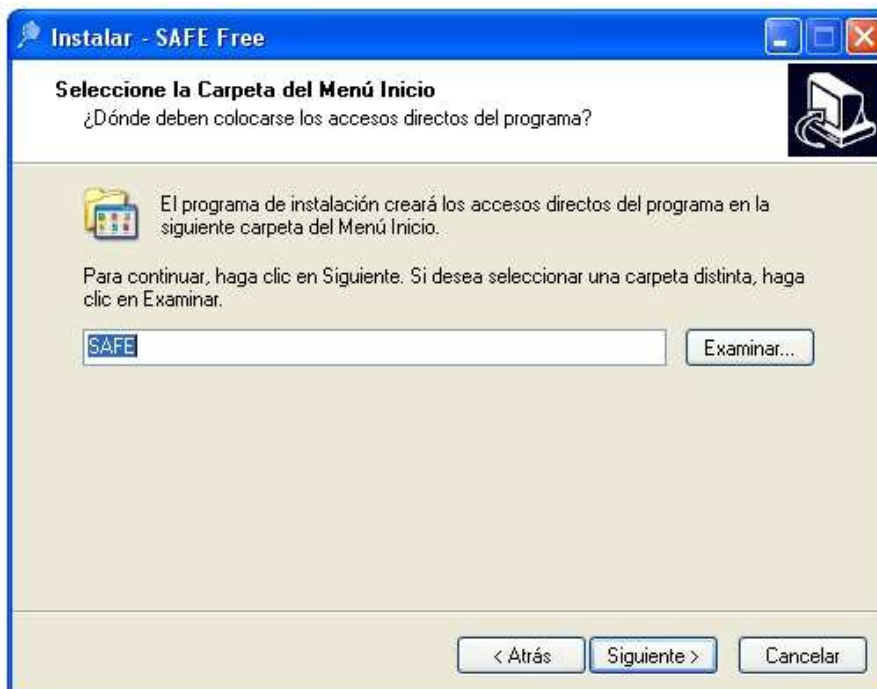 Instalar - SAFE Free
Seleccione la Carpeta del Menú Inicio
¿Dónde deben colocarse los accesos directos del programa?
El programa de instalación creará los accesos directos del programa en la
siguiente carpeta del Menú Inicio.
Para continuar, haga clic en Siguiente. Si desea seleccionar una carpeta distinta, haga
clic en Examinar.
SAFE
Examinar...
< Atrás
Siguiente >
Cancelar